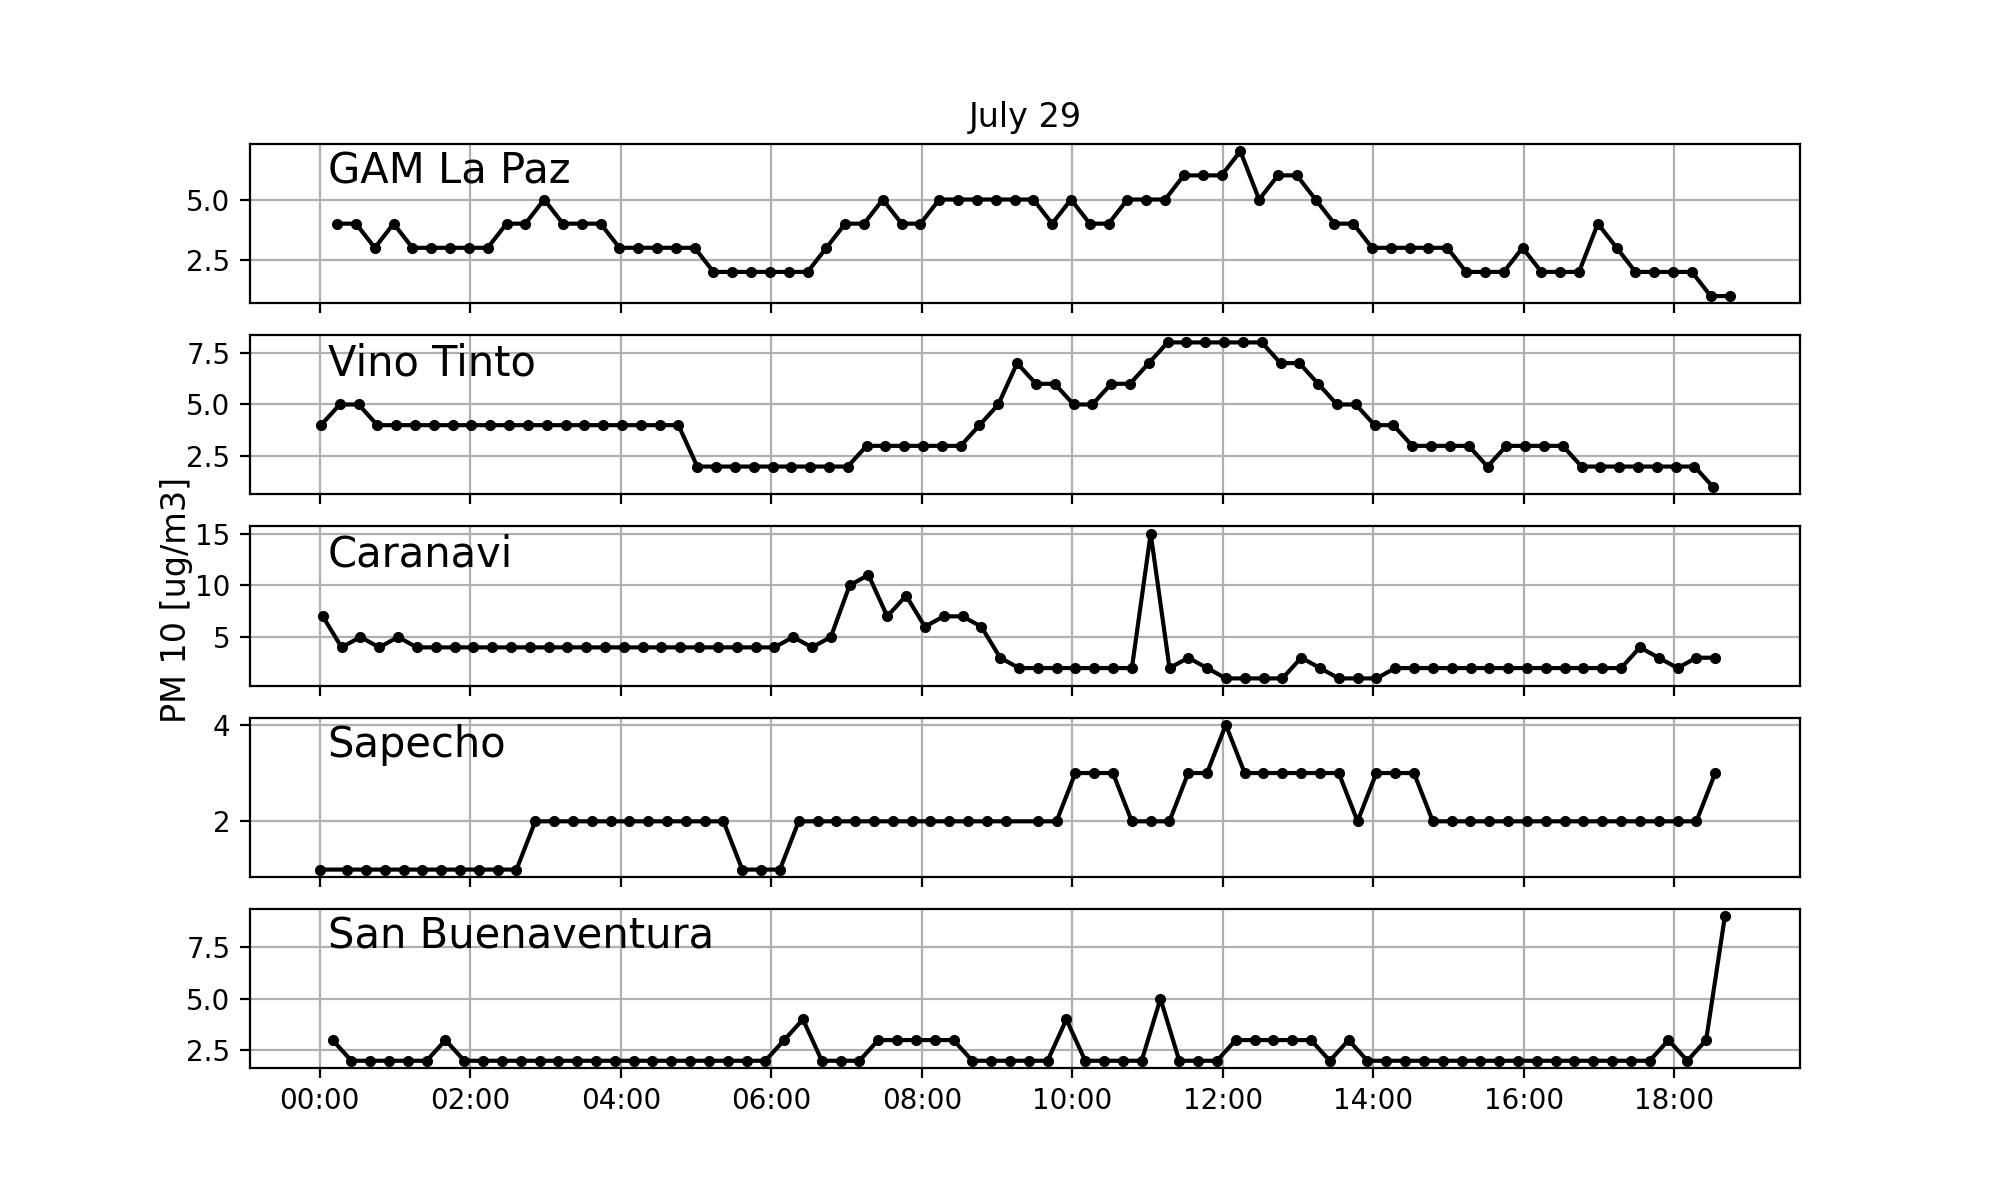 July 29
GAM La Paz
5.0
2.5
Vino Tinto
7.5
5.0
2.5
PM 10 [ug/m3]
Caranavi
15
10
5
Sapecho
4
2
San Buenaventura
7.5
5.0
2.5
00:00 02:00 04:00 06:00 08:00 10:00 12:00 14:00 16:00 18:00